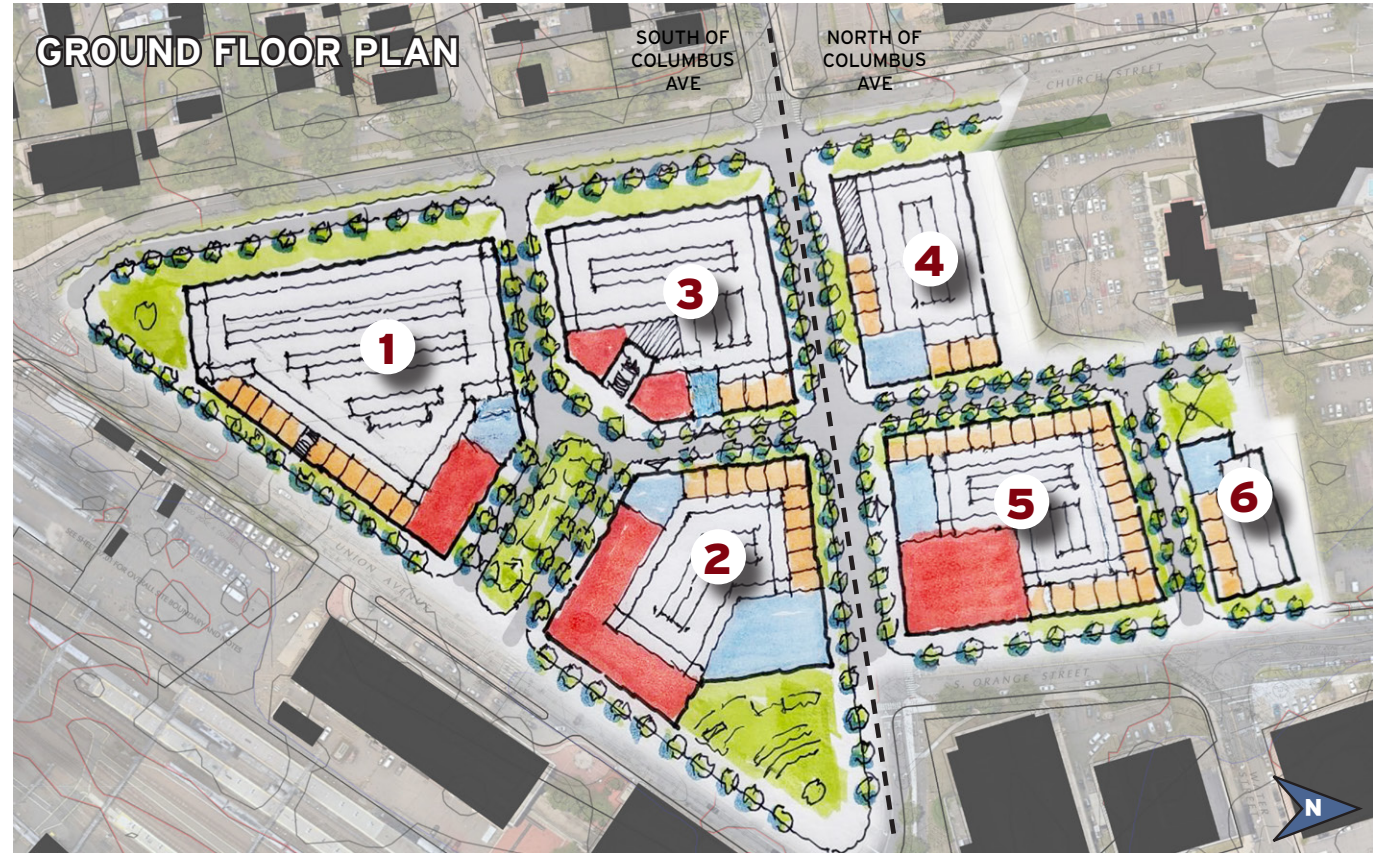 GROUND FLOOR PLAN
SOUTH OF
COLUMBUS
AVE
NORTH OF
COLUMBUS
AVE
CHURCH STREET
1
3
4
2
5
6
UNION AVENUE
S. ORANGE STREET
N